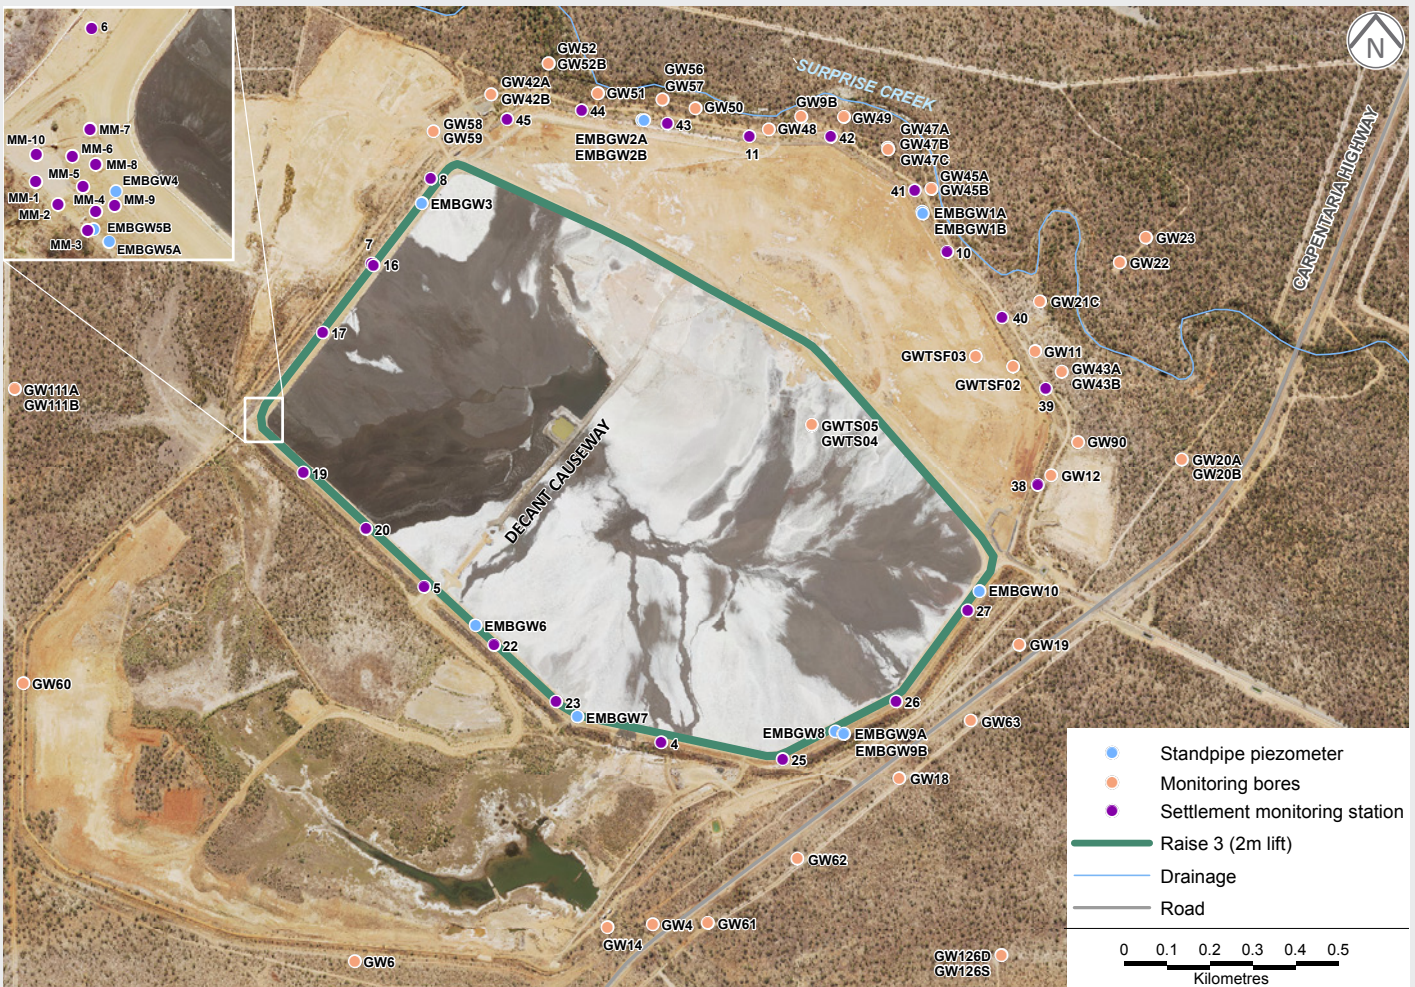 6
MM-7
MM-10
MM-6
MM-8
MM-5
EMBGW4
MM-1
MM-4
MM-9
MM-2
EMBGW5B
MM-3
EMBGW5A
N
GW52
GW52B
GW56
GW57
SURPRISE CREEK
GW42A
GW42B
GW51
GW50
GW9B
GW49
44
45
43
GW48
42
GW58
GW59
EMBGW2A
EMBGW2B
11
GW47A
GW47B
GW47C
CARPENTARIA HIGHWAY
8
EMBGW3
41
GW45A
GW45B
EMBGW1A
EMBGW1B
GW23
10
GW22
7
16
GW21C
40
17
GW11
GWTSF03
GWTSF02
GW43A
GW43B
39
GW111A
GW111B
GWTS05
GWTS04
DECANT CAUSEWAY
GW90
GW20A
GW20B
19
GW12
38
20
5
EMBGW10
27
EMBGW6
22
GW19
GW60
23
26
EMBGW7
GW63
EMBGW8
EMBGW9A
EMBGW9B
4
25
GW18
GW62
GW4
GW61
GW14
GW6
GW126D
GW126S
Standpipe piezometer
Monitoring bores
Settlement monitoring station
Raise 3 (2m lift)
Drainage
Road
0 0.1 0.2 0.3 0.4 0.5
Kilometres